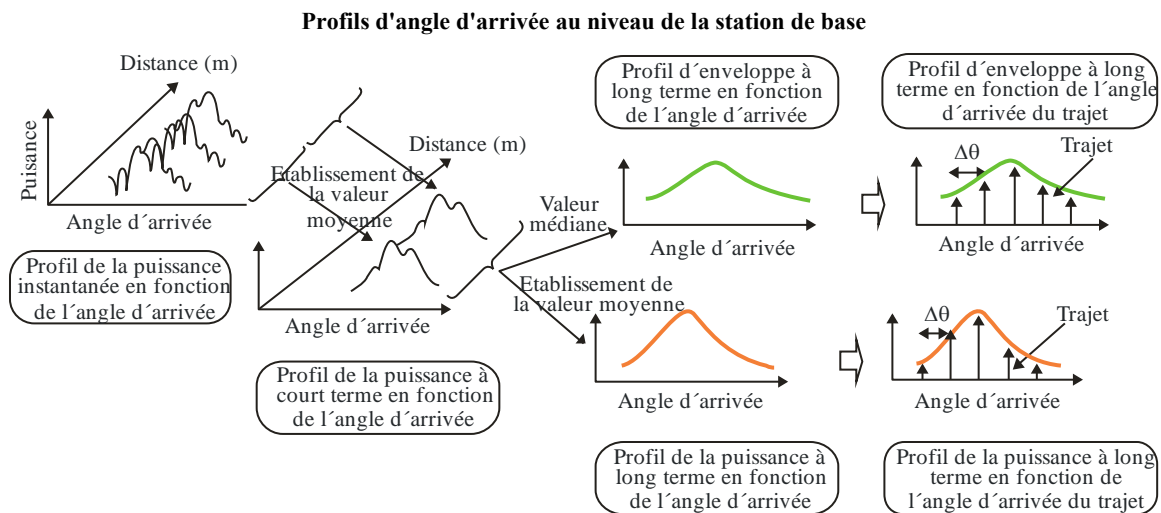 Profils d'angle d'arrivée au niveau de la station de base
Distance (m)
Puisance
Angle d´arrivée
Profil de la puissance
instantanée en fonction
de l´angle d´arrivée
Etablissement de
la valeur
moyenne
Distance (m)
Angle d´arrivée
Profil de la puissance à
court terme en fonction
de l´angle d´arrivée
Valeur
médiane
Etablissement de
la valeur moyenne
Profil d´enveloppe à
long terme en fonction
de l´angle d´arrivée
Angle d´arrivée
Profil d´enveloppe à long
terme en fonction de l´angle
d´arrivée du trajet
Δθ
Trajet
Angle d´arrivée
Angle d´arrivée
Profil de la puissance à
long terme en fonction
de l´angle d´arrivée
Δθ
Trajet
Angle d´arrivée
Profil de la puissance à long
terme en fonction de
l´angle d´arrivée du trajet